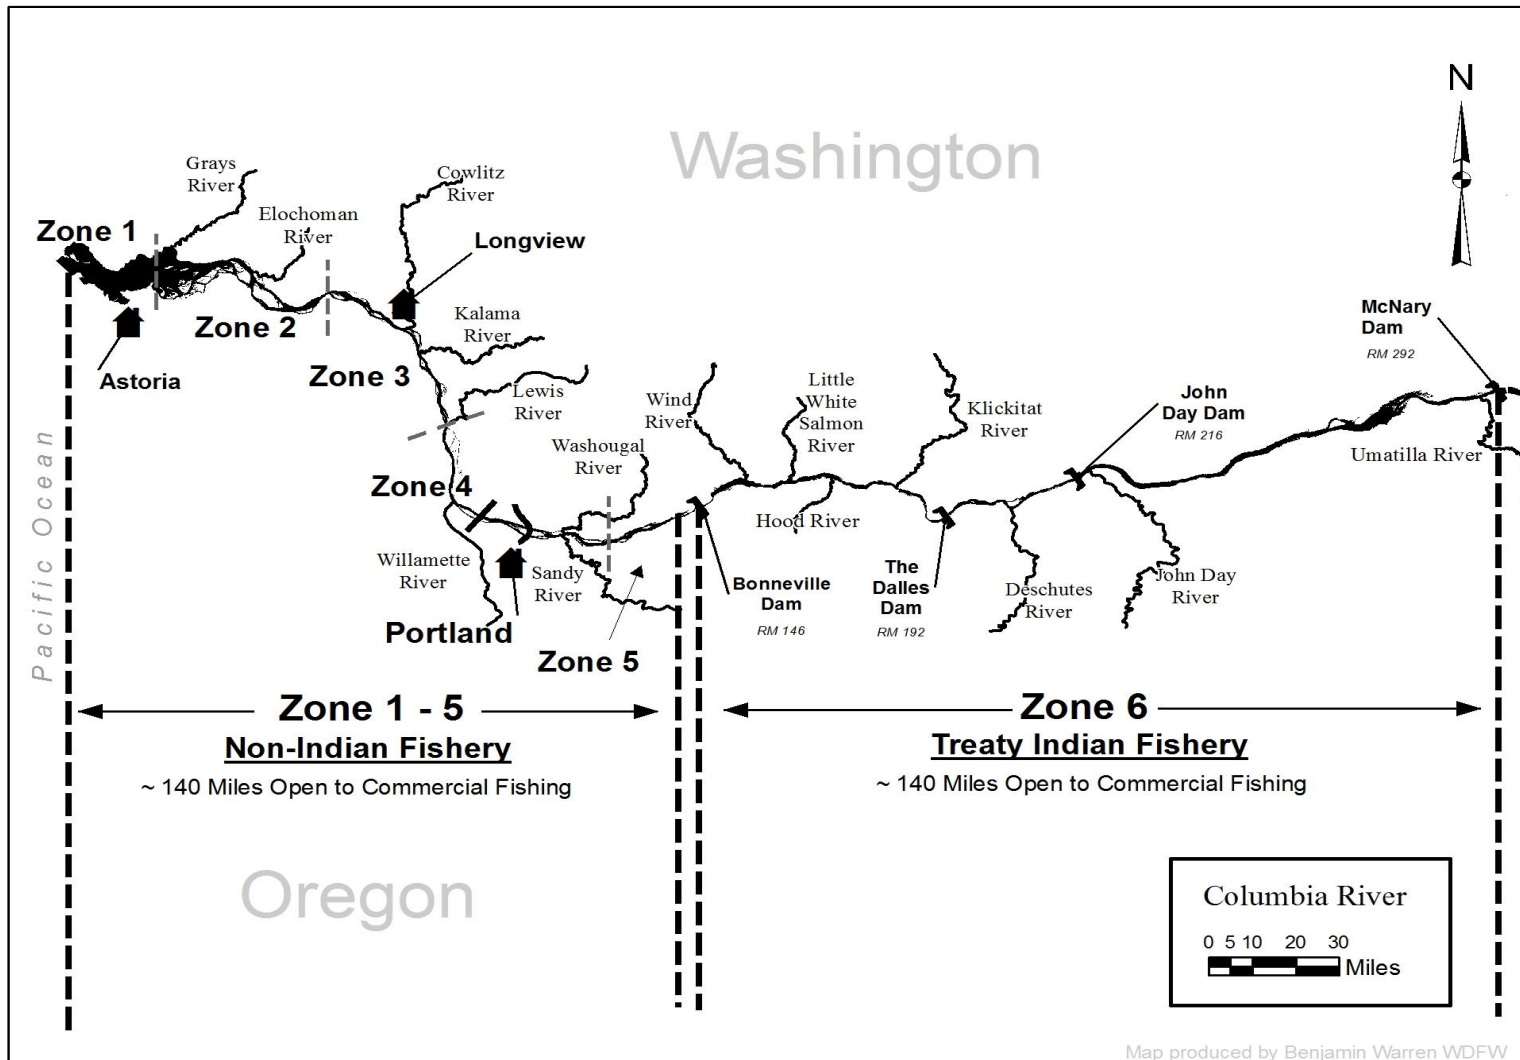 N
Washington
Grays
River
Cowlitz
River
Elochoman
River
Zone 1
Longview
Zone 2
Kalama
River
Astoria
Zone 3
Lewis
River
McNary
Dam
RM 292
Little
White
Salmon
River
Wind
River
Klickitat
River
John
Day Dam
RM 216
Washougal
River
Umatilla River
Zone 4
Hood River
Pacific Ocean
Willamette
River
Sandy
River
Bonneville
Dam
RM 146
The
Dalles
Dam
RM 192
Deschutes
River
John Day
River
Portland
Zone 5
Zone 1 - 5
Non-Indian Fishery
~ 140 Miles Open to Commercial Fishing
Zone 6
Treaty Indian Fishery
~ 140 Miles Open to Commercial Fishing
Oregon
Columbia River
0 5 10 20 30
Miles
Map produced by Benjamin Warren WDFW